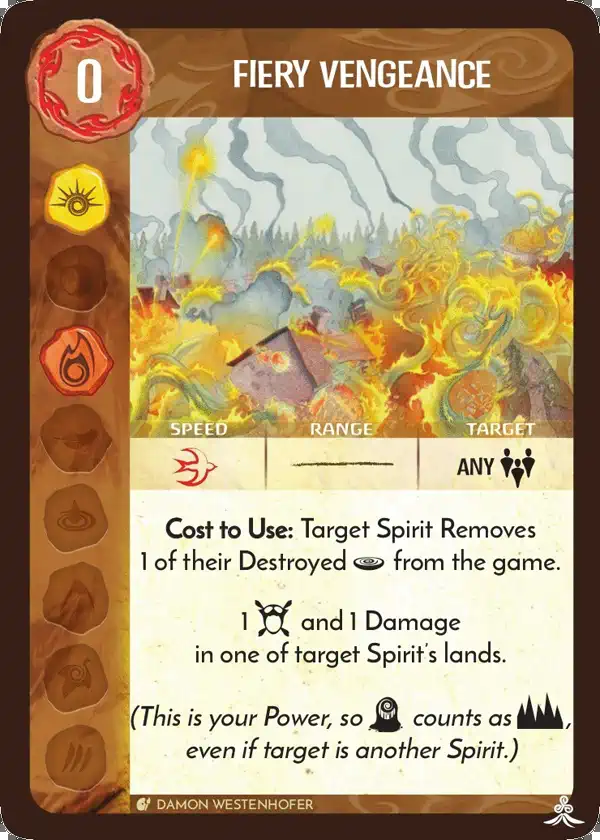 0
FIERY VENGEANCE
SPEED RANGE TARGET
ANY
Cost to Use: Target Spirit Removes
1 of their Destroyed from the game.
1 and 1 Damage
in one of target Spirit's lands.
(This is your Power, so counts as ,
even if target is another Spirit.)
DAMON WESTENHOFER